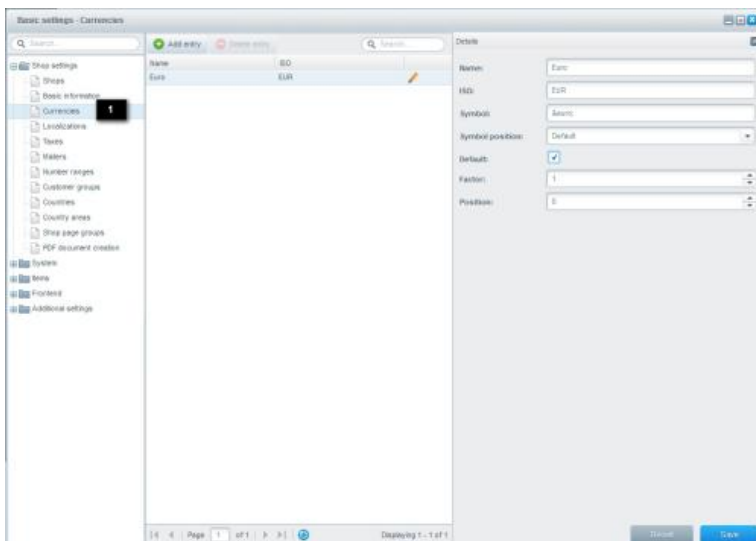 Basic settings - Currencies
Search...
Add entry
Delete entry
Search...
Details
Shop settings
Shops
Basic information
Currencies
1
Localizations
Taxes
Mailers
Number ranges
Customer groups
Countries
Country areas
Shop page groups
PDF document creation
System
Items
Frontend
Additional settings
Name
ISO
Euro
EUR
Name:
Euro
ISO:
EUR
Symbol:
&euro;
Symbol position:
Default
Default:
Factor:
1
Position:
0
Page 1 of 1
Displaying 1 - 1 of 1
Reset
Save